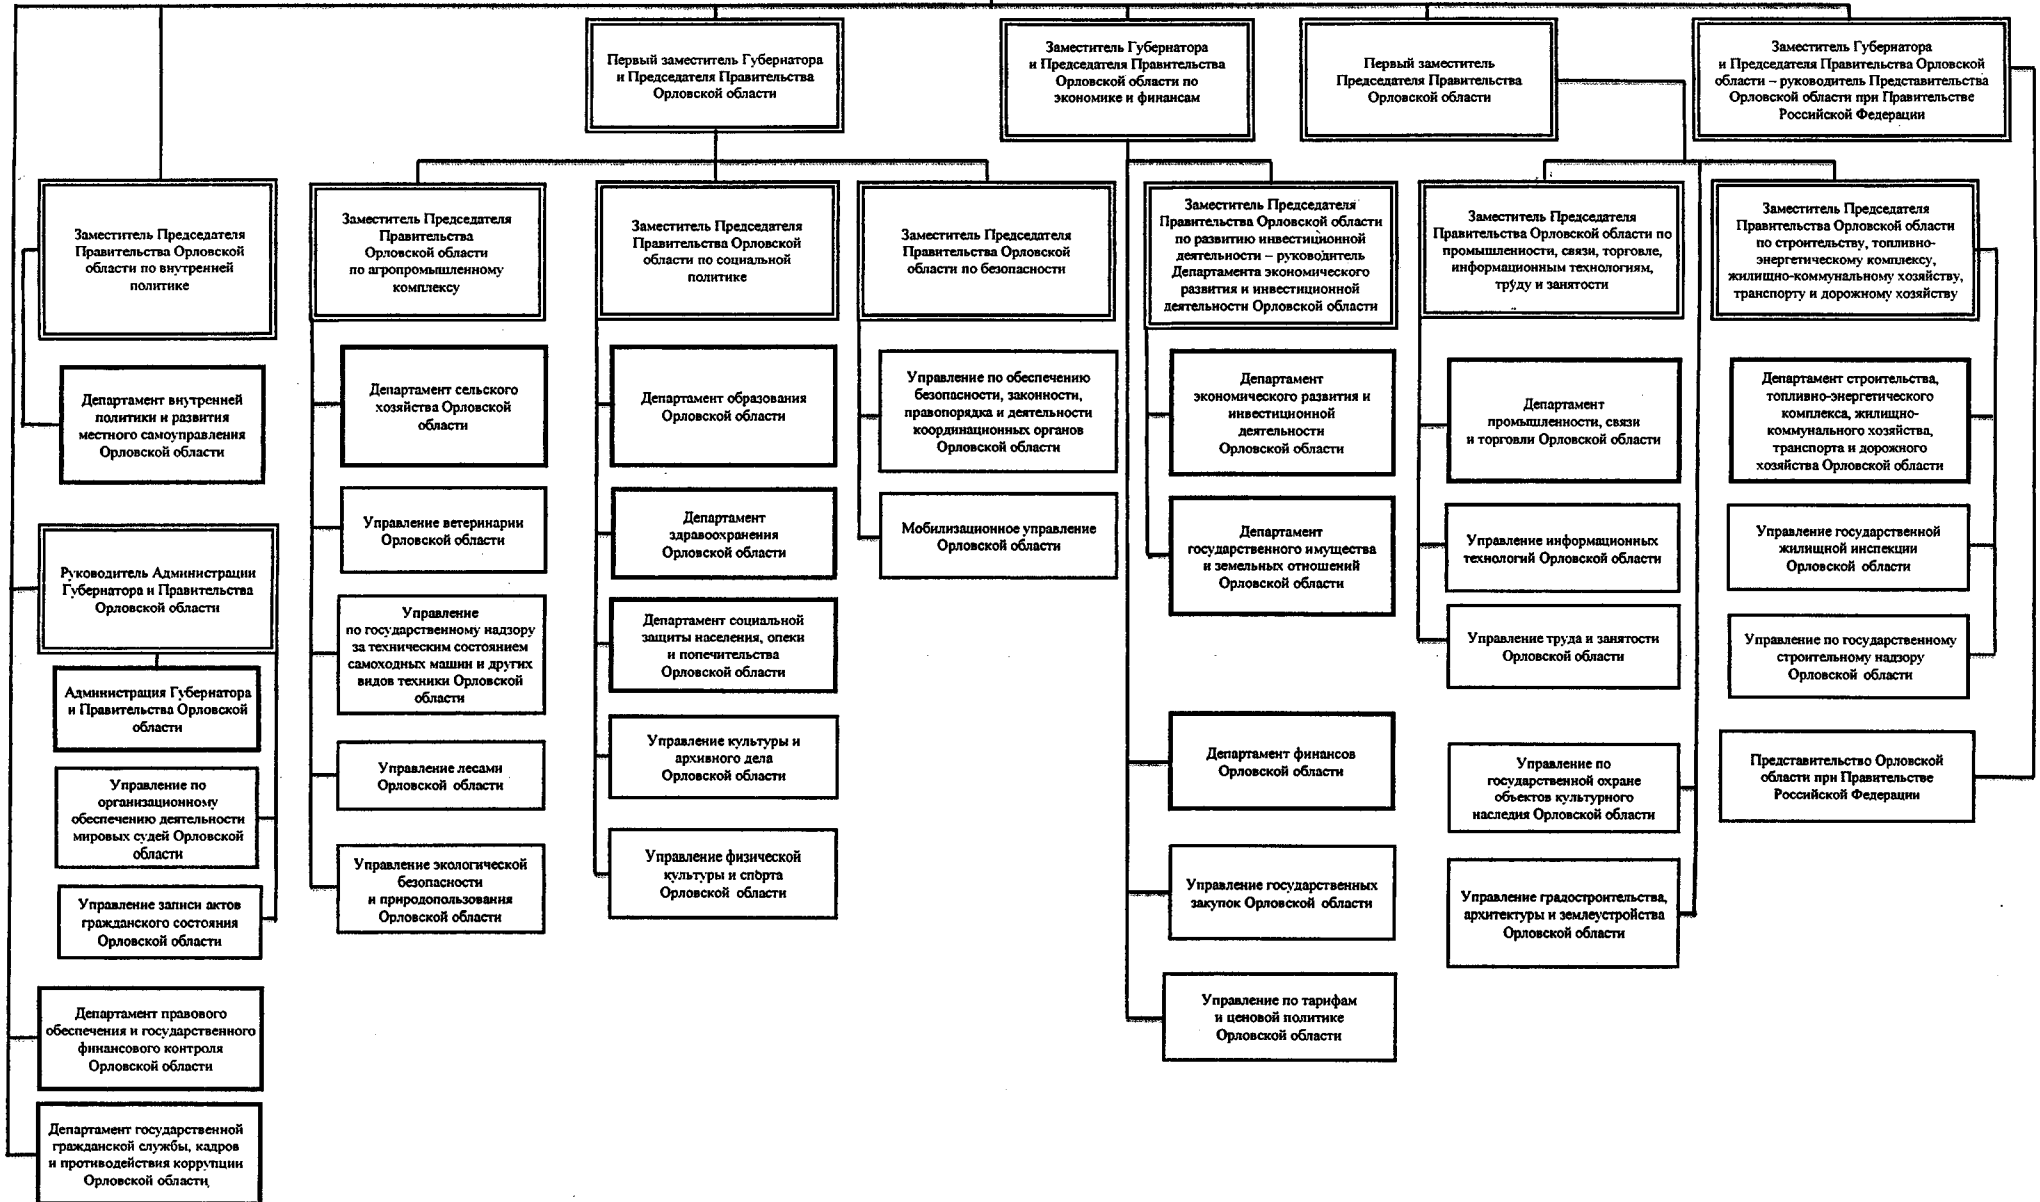 Первый заместитель Губернатора
и Председателя Правительства
Орловской области
Заместитель Губернатора
и Председателя Правительства
Орловской области по
экономике и финансам
Первый заместитель
Председателя Правительства
Орловской области
Заместитель Губернатора
и Председателя Правительства Орловской
области – руководитель Представительства
Орловской области при Правительстве
Российской Федерации
Заместитель Председателя
Правительства Орловской
области по внутренней
политике
Заместитель Председателя
Правительства
Орловской области
по агропромышленному
комплексу
Заместитель Председателя
Правительства Орловской
области по социальной
политике
Заместитель Председателя
Правительства Орловской
области по безопасности
Заместитель Председателя
Правительства Орловской области
по развитию инвестиционной
деятельности – руководитель
Департамента экономического
развития и инвестиционной
деятельности Орловской области
Заместитель Председателя
Правительства Орловской области по
промышленности, связи, торговле,
информационным технологиям,
труду и занятости
Заместитель Председателя
Правительства Орловской области
по строительству, топливно-
энергетическому комплексу,
жилищно-коммунальному хозяйству,
транспорту и дорожному хозяйству
Департамент внутренней
политики и развития
местного самоуправления
Орловской области
Руководитель Администрации
Губернатора и Правительства
Орловской области
Администрация Губернатора
и Правительства Орловской
области
Управление по
организационному
обеспечению деятельности
мировых судей Орловской
области
Управление записи актов
гражданского состояния
Орловской области
Департамент правового
обеспечения и государственного
финансового контроля
Орловской области
Департамент государственной
гражданской службы, кадров
и противодействия коррупции
Орловской области
Департамент сельского
хозяйства Орловской
области
Управление ветеринарии
Орловской области
Управление
по государственному надзору
за техническим состоянием
самоходных машин и других
видов техники Орловской
области
Управление лесами
Орловской области
Управление экологической
безопасности
и природопользования
Орловской области
Департамент образования
Орловской области
Департамент
здравоохранения
Орловской области
Департамент социальной
защиты населения, опеки
и попечительства
Орловской области
Управление культуры и
архивного дела
Орловской области
Управление физической
культуры и спорта
Орловской области
Управление по обеспечению
безопасности, законности,
правопорядка и деятельности
координационных органов
Орловской области
Мобилизационное управление
Орловской области
Департамент
экономического развития и
инвестиционной
деятельности
Орловской области
Департамент
государственного имущества
и земельных отношений
Орловской области
Департамент финансов
Орловской области
Управление государственных
закупок Орловской области
Управление по тарифам
и ценовой политике
Орловской области
Департамент
промышленности, связи
и торговли Орловской области
Управление информационных
технологий Орловской области
Управление труда и занятости
Орловской области
Управление по
государственной охране
объектов культурного
наследия Орловской области
Управление градостроительства,
архитектуры и землеустройства
Орловской области
Департамент строительства,
топливно-энергетического
комплекса, жилищно-
коммунального хозяйства,
транспорта и дорожного
хозяйства Орловской области
Управление государственной
жилищной инспекции
Орловской области
Управление по государственному
строительному надзору
Орловской области
Представительство Орловской
области при Правительстве
Российской Федерации